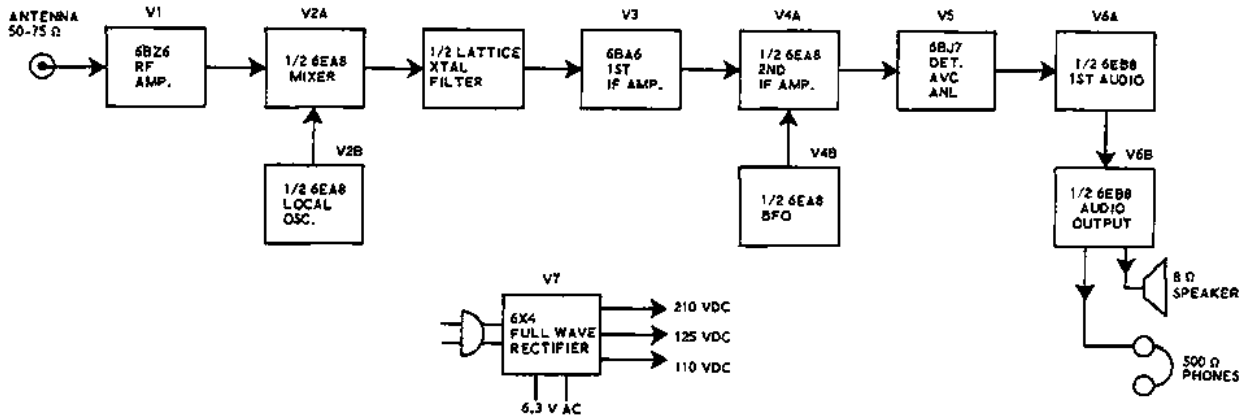 ANTENNA
50-75 Ω
V1
6BZ6
RF
AMP.
V2A
1/2 6EA8
MIXER
1/2 LATTICE
XTAL
FILTER
V3
6BA6
1ST
IF AMP.
V4A
1/2 6EA8
2ND
IF AMP.
V5
6BJ7
DET.
AVC
ANL
V6A
1/2 6EB8
1ST AUDIO
V2B
1/2 6EA8
LOCAL
OSC.
V4B
1/2 6EA8
BFO
V6B
1/2 6EB8
AUDIO
OUTPUT
8 Ω
SPEAKER
500 Ω
PHONES
V7
6X4
FULL WAVE
RECTIFIER
210 VDC
125 VDC
110 VDC
6.3 V AC